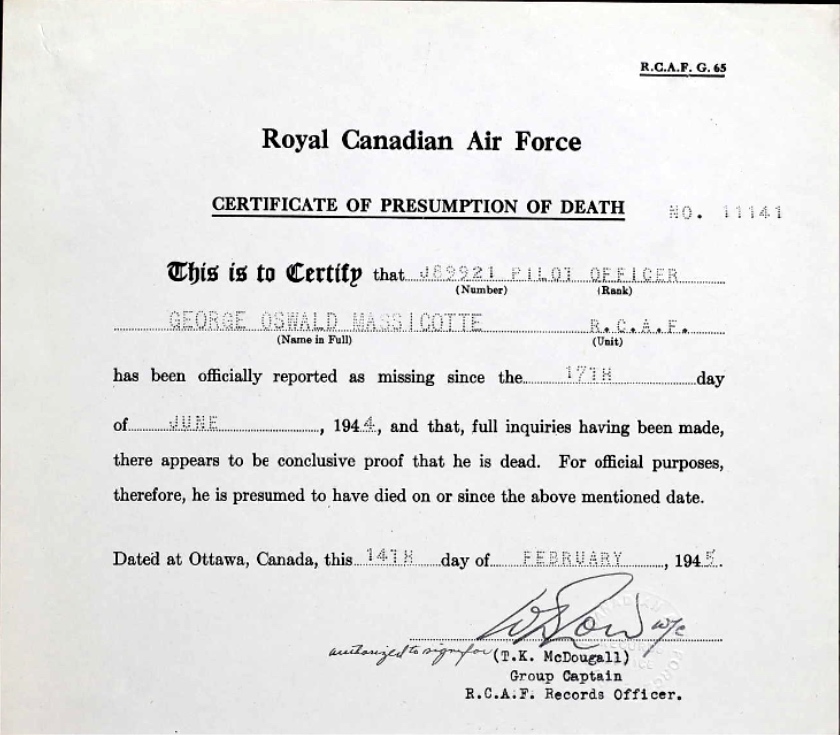 R.C.A.F. G. 65
Royal Canadian Air Force
CERTIFICATE OF PRESUMPTION OF DEATH NO. 11141
This is to Certify that J89921 PILOT OFFICER
(Number) (Rank)
GEORGE OSWALD MASSICOTTE R.C.A.F.
(Name in Full) (Unit)
has been officially reported as missing since the 17TH day
of JUNE, 1944, and that, full inquiries having been made,
there appears to be conclusive proof that he is dead. For official purposes,
therefore, he is presumed to have died on or since the above mentioned date.
Dated at Ottawa, Canada, this 14TH day of FEBRUARY, 1945.
W/C
authorized to sign for (T.K. McDougall)
Group Captain
R.C.A.F. Records Officer.